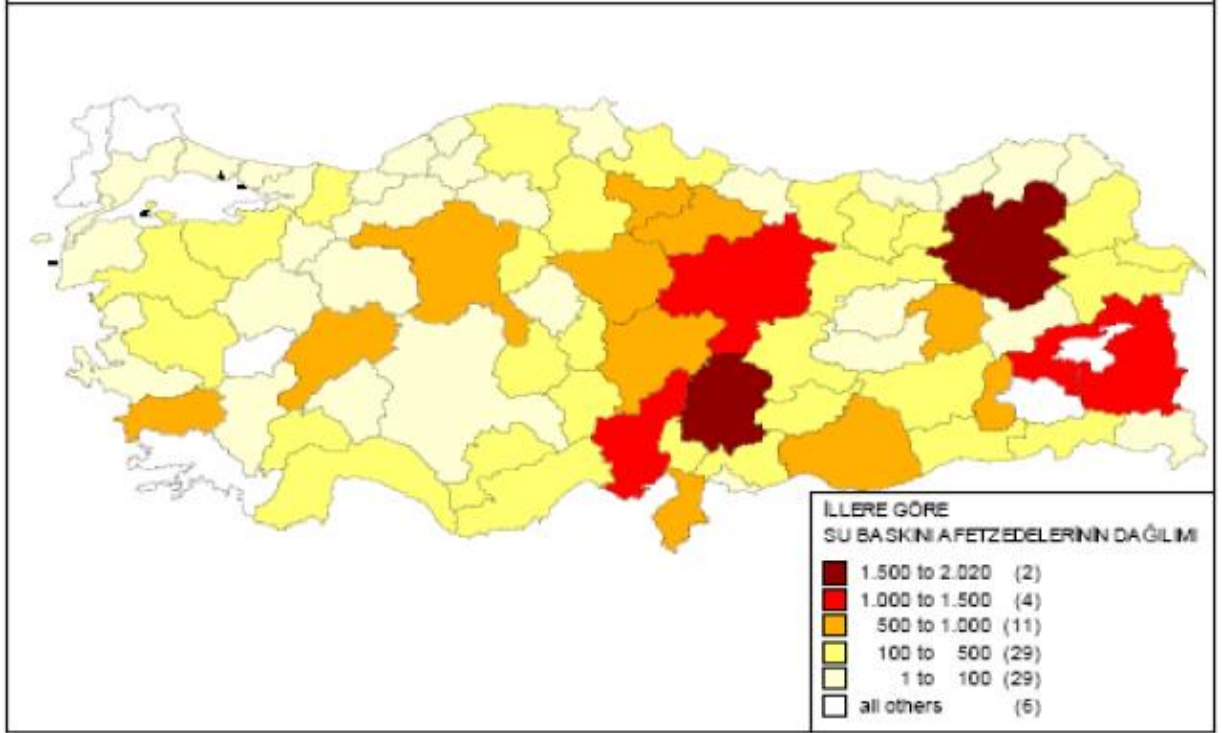 İLLERE GÖRE
SU BASKINI AFETZEDELERİNİN DAĞILIMI
1.500 to 2.020 (2)
1.000 to 1.500 (4)
500 to 1.000 (11)
100 to 500 (29)
1 to 100 (29)
all others (6)